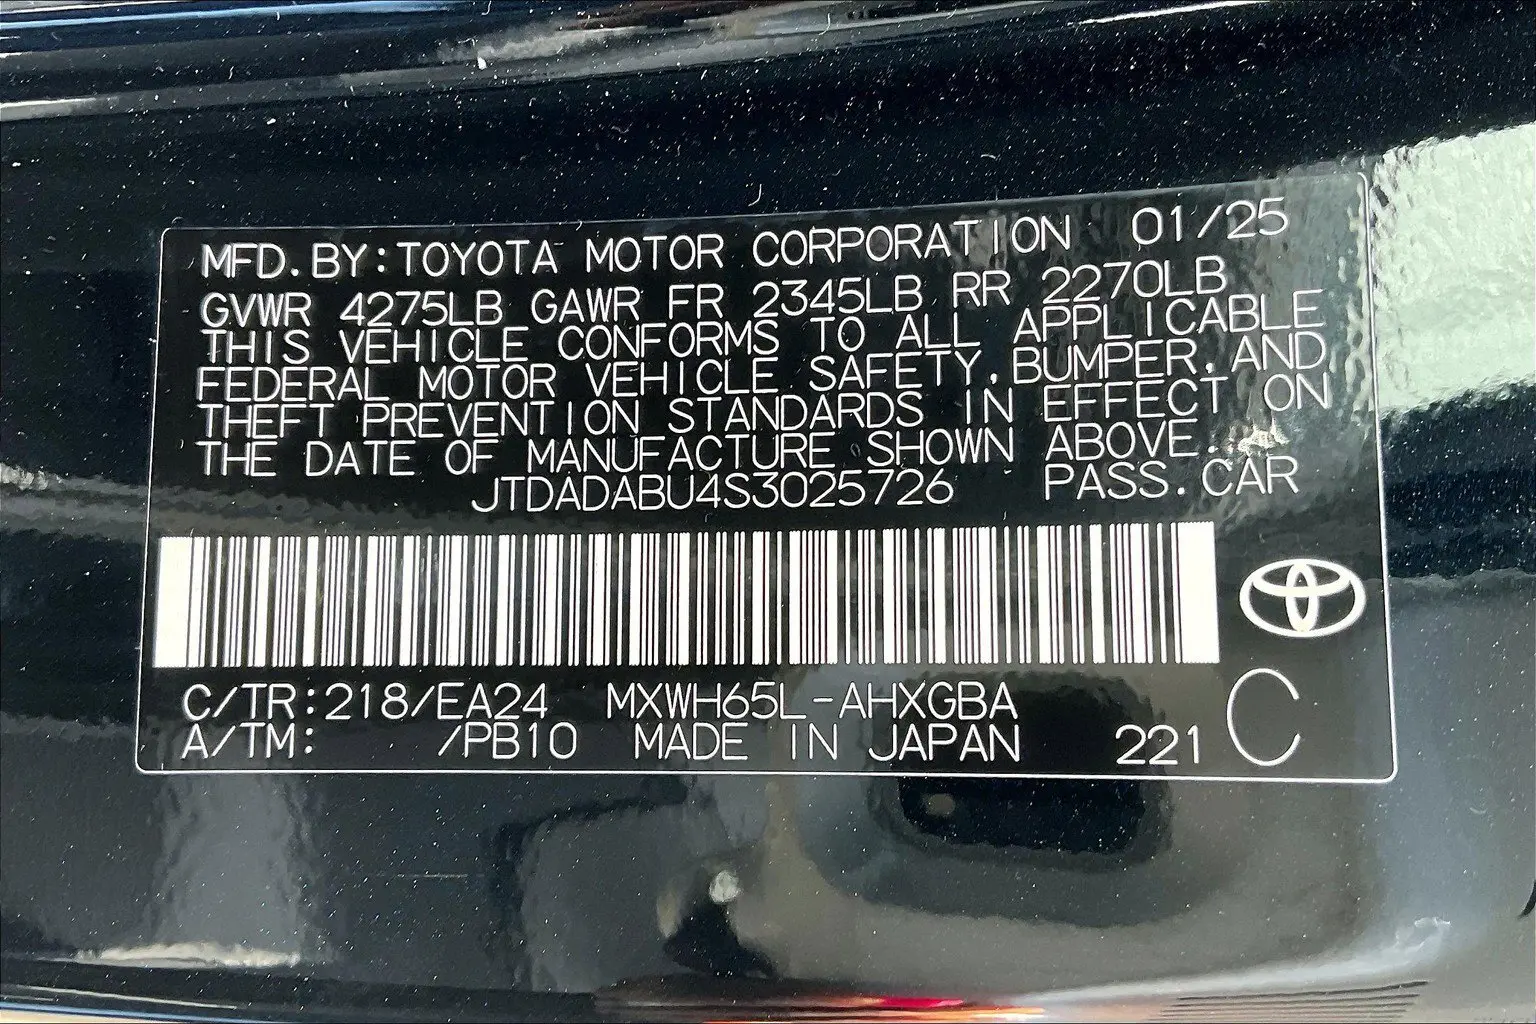 MFD.BY:TOYOTA MOTOR CORPORATION 01/25
GVWR 4275LB GAWR FR 2345LB RR 2270LB
THIS VEHICLE CONFORMS TO ALL APPLICABLE
FEDERAL MOTOR VEHICLE SAFETY,BUMPER,AND
THEFT PREVENTION STANDARDS IN EFFECT ON
THE DATE OF MANUFACTURE SHOWN ABOVE.
JTDADABU4S3025726 PASS.CAR
C/TR:218/EA24 MXWH65L-AHXGBA
A/TM: /PB10 MADE IN JAPAN 221 C